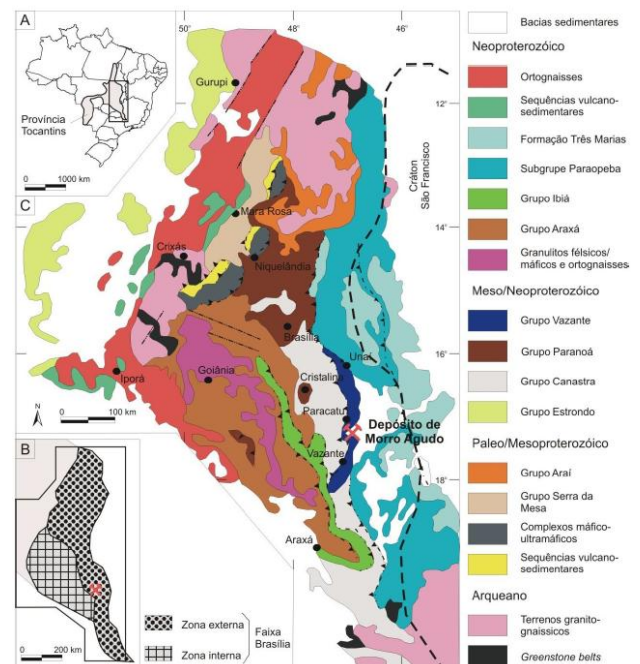 A
Província
Tocantins
0 1000 km
C
50°
48°
46°
12'
14'
16'
18'
Gurupi
Mara Rosa
Crixás
Niquelândia
Brasília
Unaí
Cristalina
Paracatu
Goiânia
Iporá
Vazante
Araxá
Depósito de
Morro Agudo
Cráton
São Francisco
N
0 100 km
B
0 200 km
Zona externa
Zona interna
Faixa
Brasília
Bacias sedimentares
Neoproterozóico
Ortognaisses
Sequências vulcano-
sedimentares
Formação Três Marias
Subgrupe Paraopeba
Grupo Ibiá
Grupo Araxá
Granulitos félsicos/
máficos e ortognaisses
Meso/Neoproterozóico
Grupo Vazante
Grupo Paranoá
Grupo Canastra
Grupo Estrondo
Paleo/Mesoproterozóico
Grupo Araí
Grupo Serra da
Mesa
Complexos máfico-
ultramáficos
Sequências vulcano-
sedimentares
Arqueano
Terrenos granito-
gnaissicos
Greenstone belts